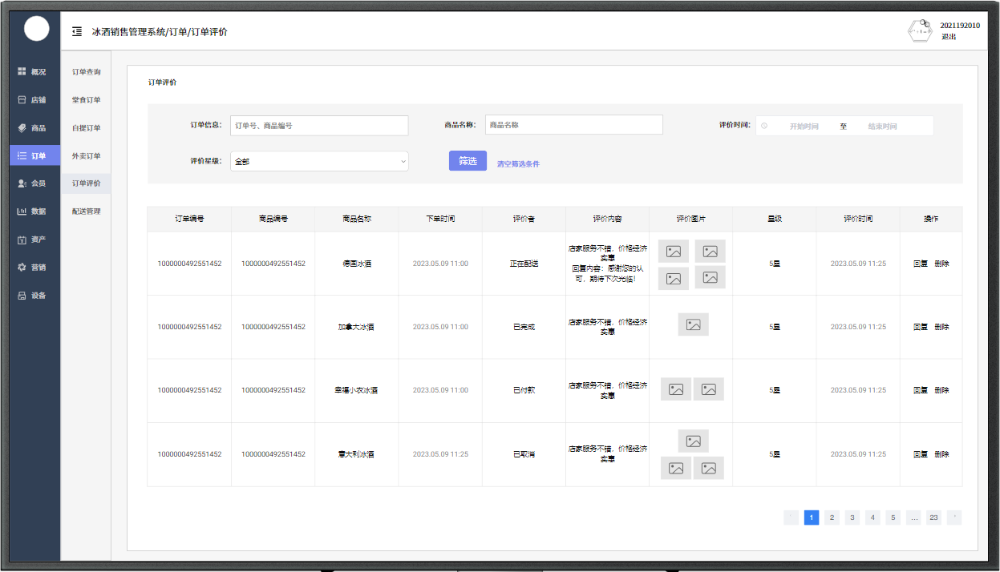 冰酒销售管理系统/订单/订单评价
2021192010
退出
概况
店铺
商品
订单
会员
数据
资产
营销
设备
订单查询
堂食订单
自提订单
外卖订单
订单评价
配送管理
订单评价
订单信息： 订单号、商品编号 商品名称： 商品名称 评价时间： 开始时间 至 结束时间
评价星级： 全部 筛选 清空筛选条件
订单编号 商品编号 商品名称 下单时间 评价者 评价内容 评价图片 星级 评价时间 操作
1000000492551452 1000000492551452 德国冰酒 2023.05.09 11:00 正在配送
店家服务不错，价格经济
实惠
回复内容：感谢您的认
可，期待下次光临！
5星 2023.05.09 11:25 回复 删除
1000000492551452 1000000492551452 加拿大冰酒 2023.05.09 11:00 已完成
店家服务不错，价格经济
实惠
5星 2023.05.09 11:25 回复 删除
1000000492551452 1000000492551452 幸福小农冰酒 2023.05.09 11:00 已付款
店家服务不错，价格经济
实惠
5星 2023.05.09 11:25 回复 删除
1000000492551452 1000000492551452 意大利冰酒 2023.05.09 11:25 已取消
店家服务不错，价格经济
实惠
5星 2023.05.09 11:25 回复 删除
1 2 3 4 5 … 23